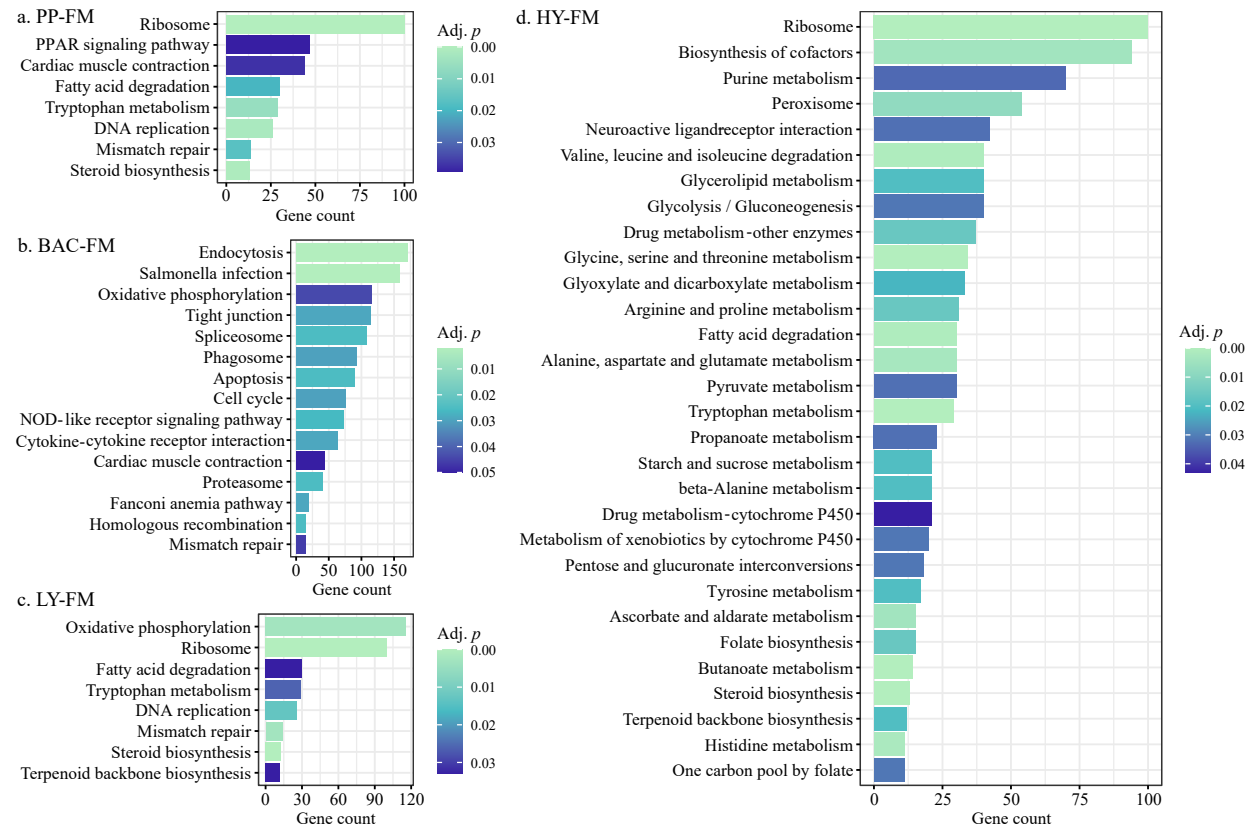 a. PP-FM
Ribosome
PPAR signaling pathway
Cardiac muscle contraction
Fatty acid degradation
Tryptophan metabolism
DNA replication
Mismatch repair
Steroid biosynthesis
0 25 50 75 100
Gene count
Adj. p
0.00
0.01
0.02
0.03
b. BAC-FM
Endocytosis
Salmonella infection
Oxidative phosphorylation
Tight junction
Spliceosome
Phagosome
Apoptosis
Cell cycle
NOD-like receptor signaling pathway
Cytokine-cytokine receptor interaction
Cardiac muscle contraction
Proteasome
Fanconi anemia pathway
Homologous recombination
Mismatch repair
0 50 100 150
Gene count
Adj. p
0.01
0.02
0.03
0.04
0.05
c. LY-FM
Oxidative phosphorylation
Ribosome
Fatty acid degradation
Tryptophan metabolism
DNA replication
Mismatch repair
Steroid biosynthesis
Terpenoid backbone biosynthesis
0 30 60 90 120
Gene count
Adj. p
0.00
0.01
0.02
0.03
d. HY-FM
Ribosome
Biosynthesis of cofactors
Purine metabolism
Peroxisome
Neuroactive ligandreceptor interaction
Valine, leucine and isoleucine degradation
Glycerolipid metabolism
Glycolysis / Gluconeogenesis
Drug metabolism-other enzymes
Glycine, serine and threonine metabolism
Glyoxylate and dicarboxylate metabolism
Arginine and proline metabolism
Fatty acid degradation
Alanine, aspartate and glutamate metabolism
Pyruvate metabolism
Tryptophan metabolism
Propanoate metabolism
Starch and sucrose metabolism
beta-Alanine metabolism
Drug metabolism-cytochrome P450
Metabolism of xenobiotics by cytochrome P450
Pentose and glucuronate interconversions
Tyrosine metabolism
Ascorbate and aldarate metabolism
Folate biosynthesis
Butanoate metabolism
Steroid biosynthesis
Terpenoid backbone biosynthesis
Histidine metabolism
One carbon pool by folate
0 25 50 75 100
Gene count
Adj. p
0.00
0.01
0.02
0.03
0.04